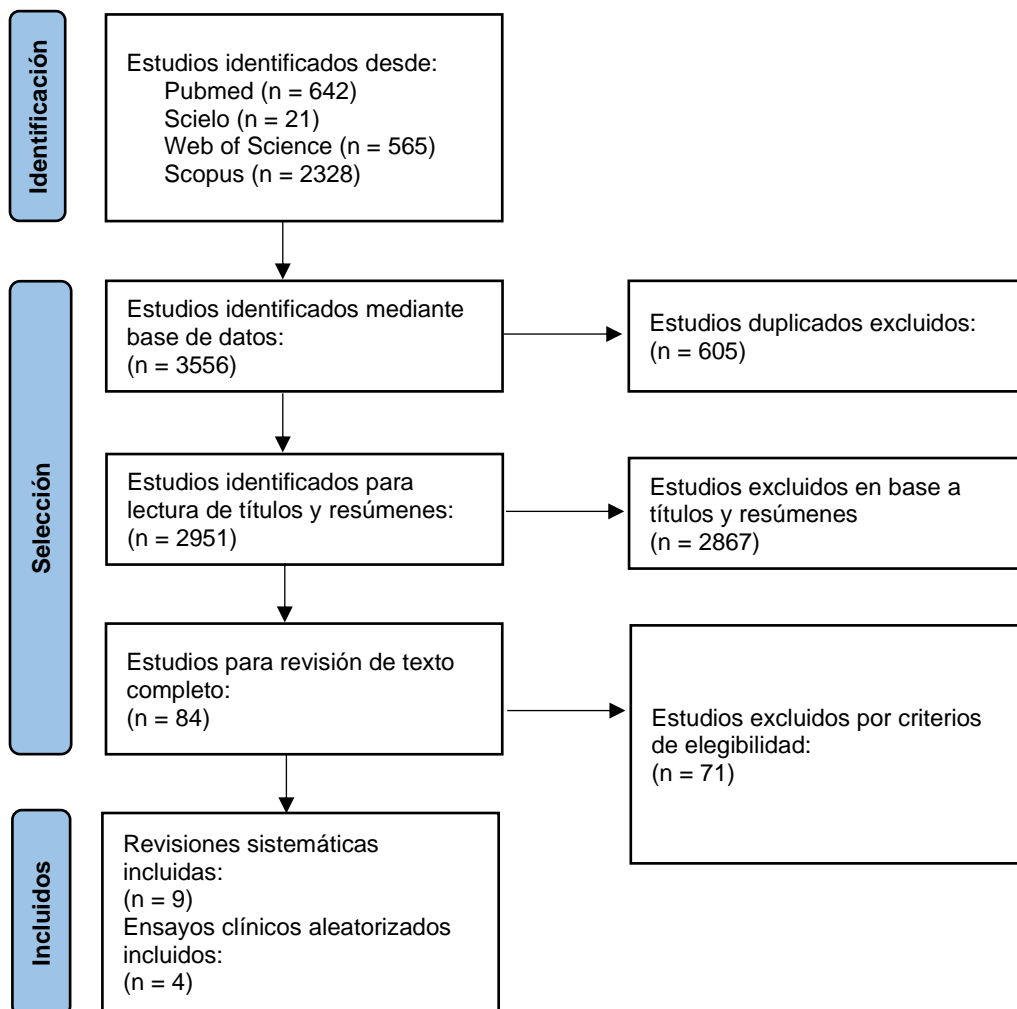 Identificación
Estudios identificados desde:
Pubmed (n = 642)
Scielo (n = 21)
Web of Science (n = 565)
Scopus (n = 2328)
Selección
Estudios identificados mediante
base de datos:
(n = 3556)
Estudios duplicados excluidos:
(n = 605)
Estudios identificados para
lectura de títulos y resúmenes:
(n = 2951)
Estudios excluidos en base a
títulos y resúmenes
(n = 2867)
Estudios para revisión de texto
completo:
(n = 84)
Estudios excluidos por criterios
de elegibilidad:
(n = 71)
Incluidos
Revisiones sistemáticas
incluidas:
(n = 9)
Ensayos clínicos aleatorizados
incluidos:
(n = 4)